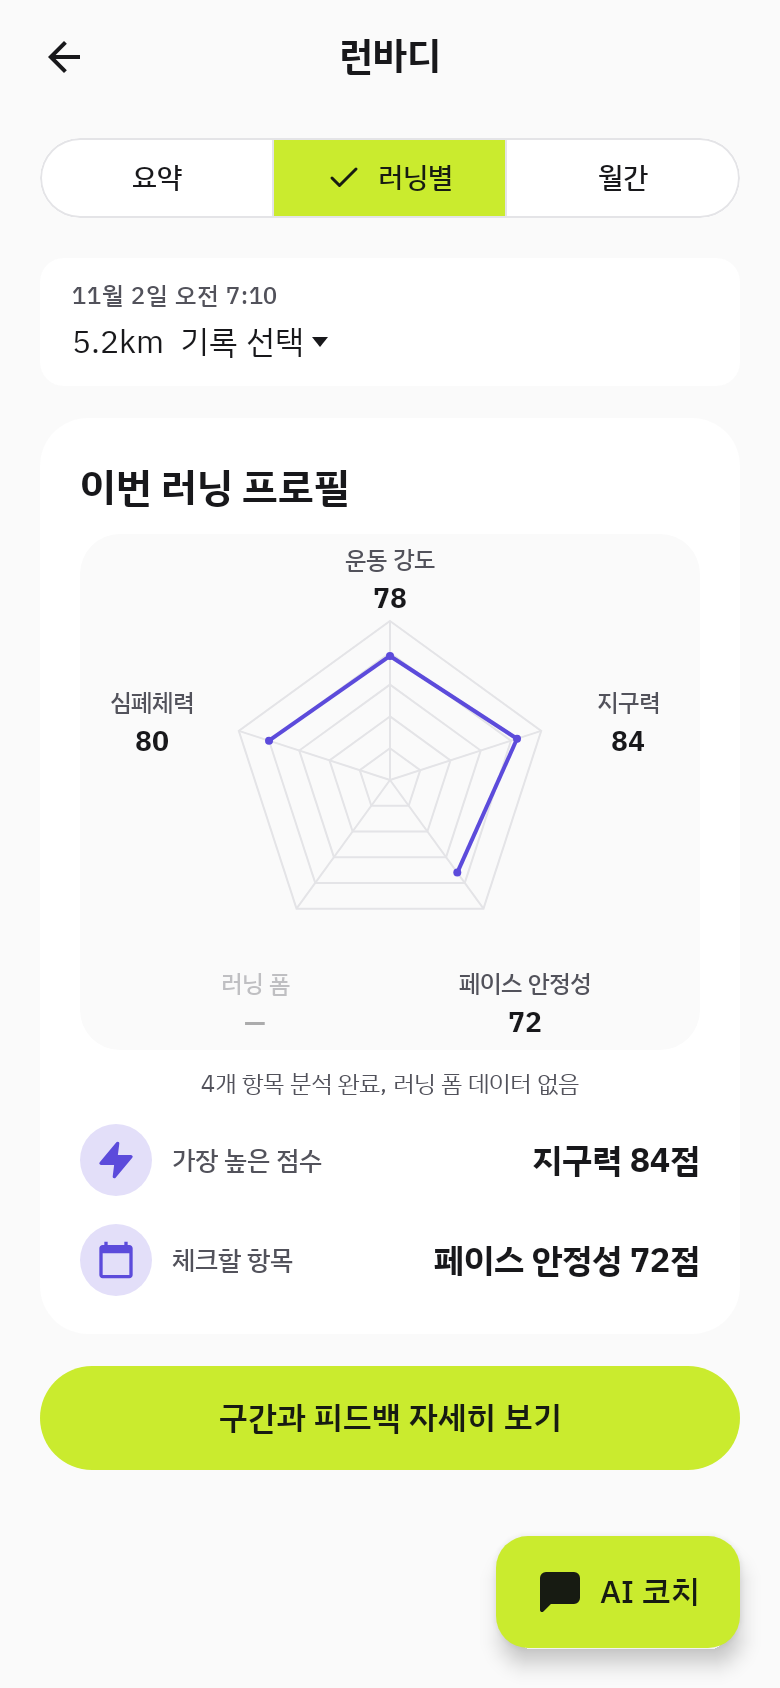 런바디
요약
러닝별
월간
11월 2일 오전 7:10
5.2km 기록 선택
이번 러닝 프로필
운동 강도
78
심폐체력
80
지구력
84
러닝 폼
—
페이스 안정성
72
4개 항목 분석 완료, 러닝 폼 데이터 없음
가장 높은 점수
지구력 84점
체크할 항목
페이스 안정성 72점
구간과 피드백 자세히 보기
AI 코치